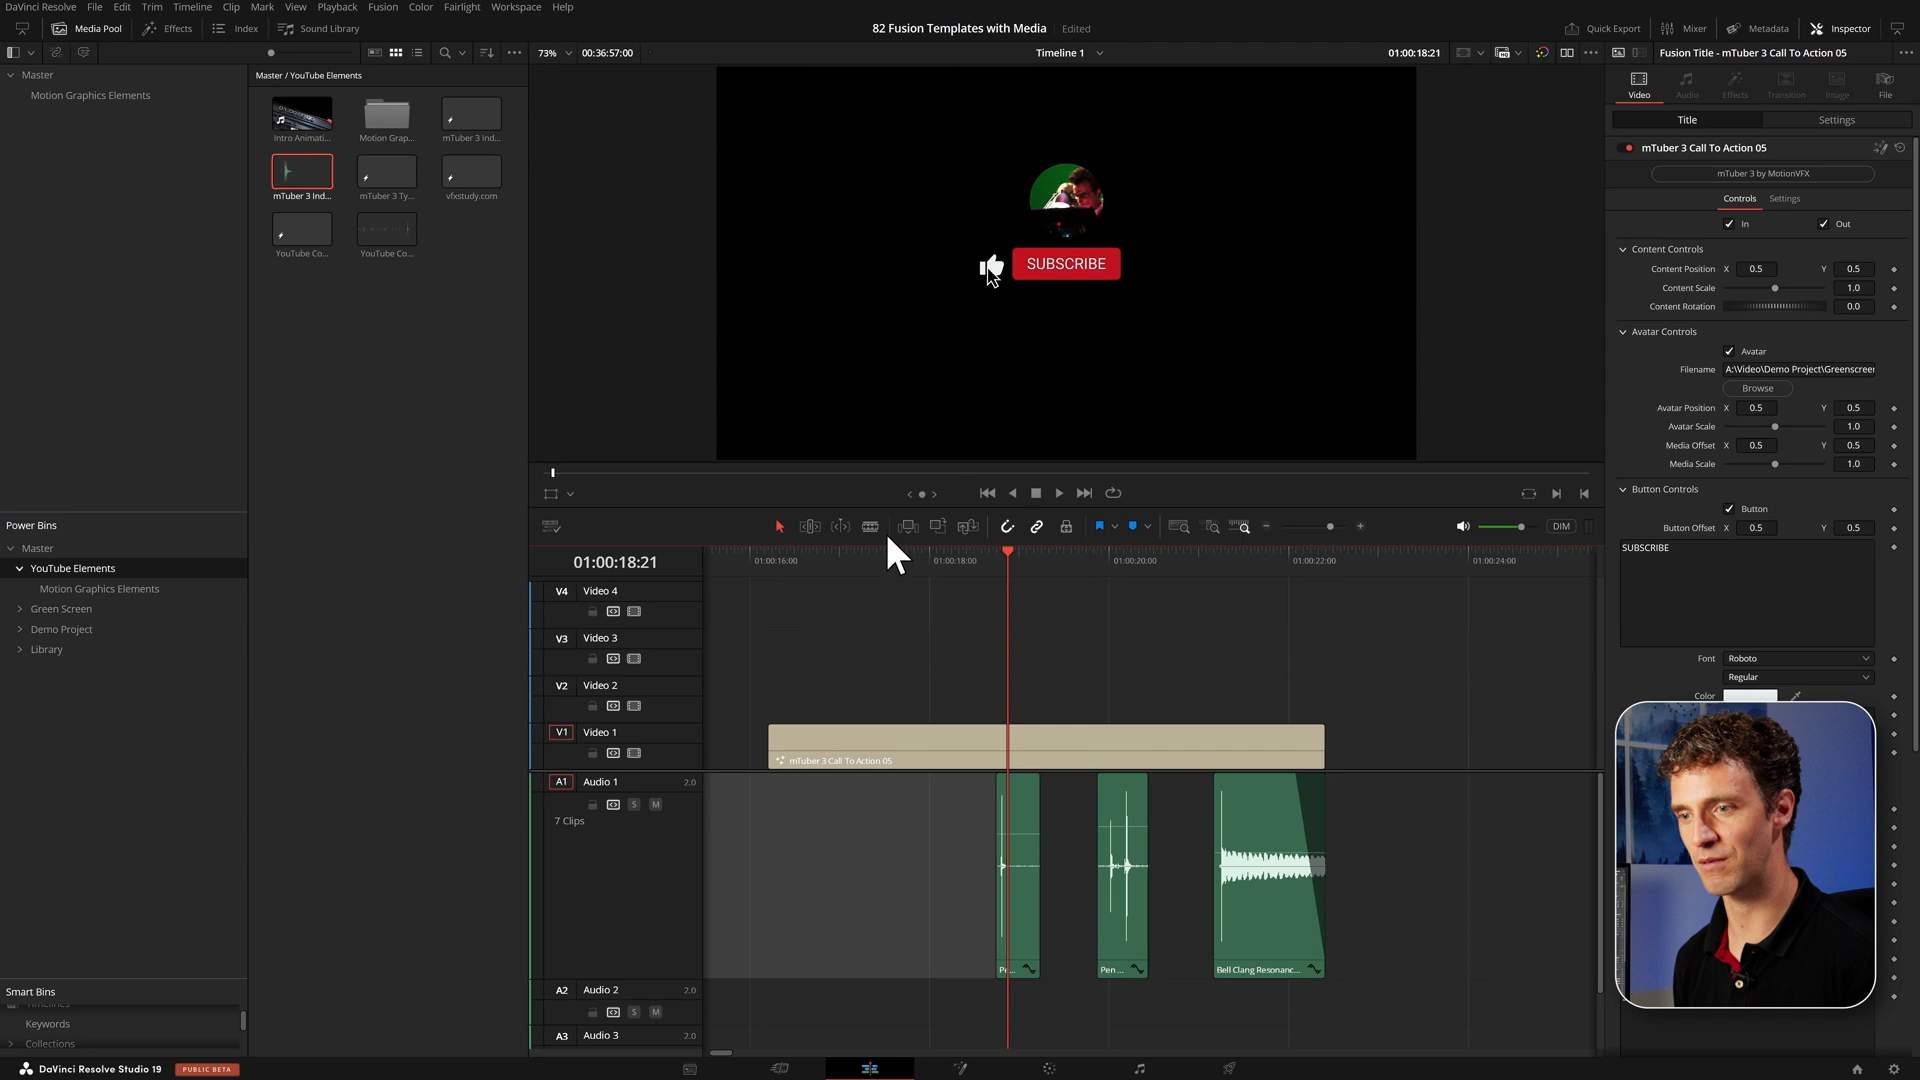 DaVinci Resolve File Edit Trim Timeline Clip Mark View Playback Fusion Color Fairlight Workspace Help
Media Pool Effects Index Sound Library
82 Fusion Templates with Media Edited
Quick Export Mixer Metadata Inspector
73% 00:36:57:00 Timeline 1 01:00:18:21
Fusion Title - mTuber 3 Call To Action 05
Master
Motion Graphics Elements
Master / YouTube Elements
Intro Animati... Motion Grap... mTuber 3 Ind...
mTuber 3 Ind... mTuber 3 Ty... vfxstudy.com
YouTube Co... YouTube Co...
SUBSCRIBE
Video Audio Effects Transition Image File
Title Settings
mTuber 3 Call To Action 05
mTuber 3 by MotionVFX
Controls Settings
In Out
Content Controls
Content Position X 0.5 Y 0.5
Content Scale 1.0
Content Rotation 0.0
Avatar Controls
Avatar
Filename A:\Video\Demo Project\Greenscreen
Browse
Avatar Position X 0.5 Y 0.5
Avatar Scale 1.0
Media Offset X 0.5 Y 0.5
Media Scale 1.0
Button Controls
Button
Button Offset X 0.5 Y 0.5
SUBSCRIBE
Font Roboto
Regular
Color
Power Bins
Master
YouTube Elements
Motion Graphics Elements
Green Screen
Demo Project
Library
Smart Bins
Keywords
Collections
DIM
01:00:18:21
01:00:16:00 01:00:18:00 01:00:20:00 01:00:22:00 01:00:24:00
V4 Video 4
V3 Video 3
V2 Video 2
V1 Video 1
mTuber 3 Call To Action 05
A1 Audio 1 2.0
S M
7 Clips
Pe... Pen ... Bell Clang Resonanc...
A2 Audio 2 2.0
S M
A3 Audio 3 2.0
DaVinci Resolve Studio 19 PUBLIC BETA